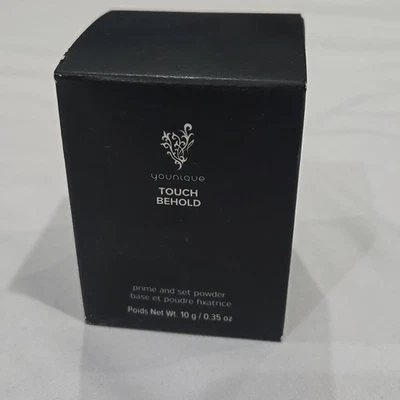 younique
TOUCH
BEHOLD
prime and set powder
base et poudre fixatrice
Poids Net Wt. 10 g / 0.35 oz